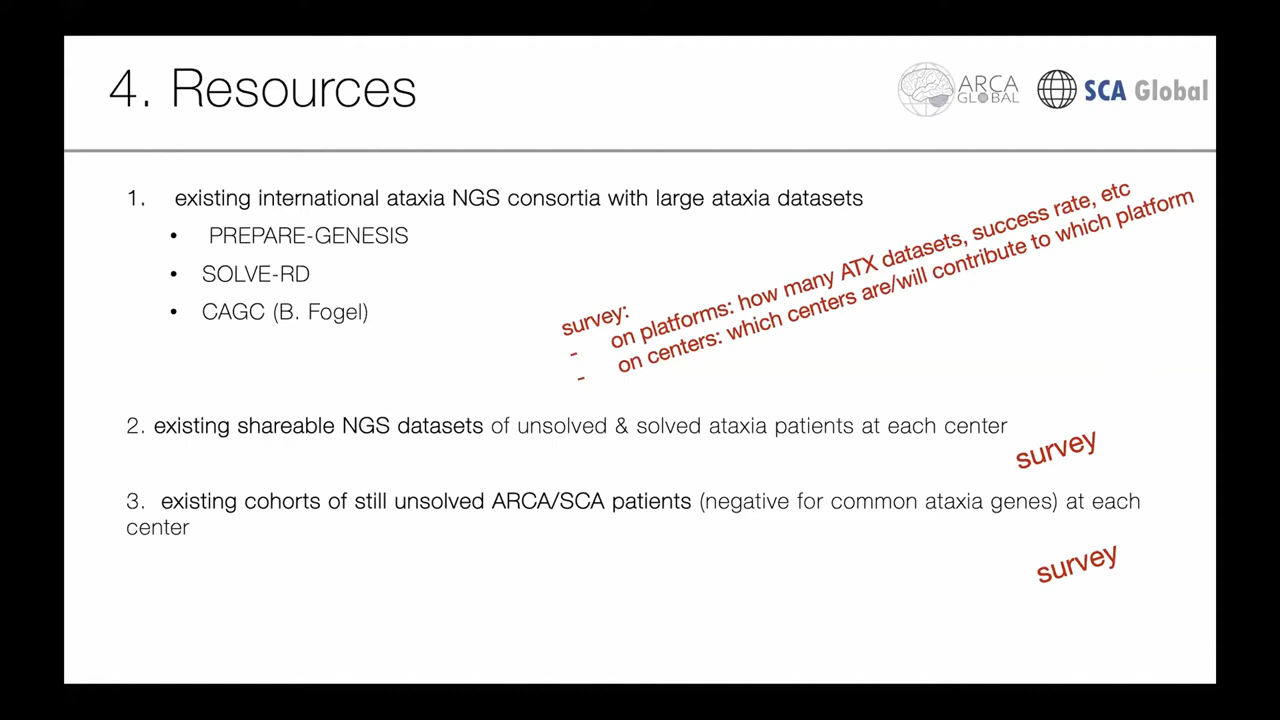 4. Resources
ARCA
GLOBAL
SCA Global
1. existing international ataxia NGS consortia with large ataxia datasets
• PREPARE-GENESIS
• SOLVE-RD
• CAGC (B. Fogel)
survey:
- on platforms: how many ATX datasets, success rate, etc
- on centers: which centers are/will contribute to which platform
2. existing shareable NGS datasets of unsolved & solved ataxia patients at each center
survey
3. existing cohorts of still unsolved ARCA/SCA patients (negative for common ataxia genes) at each
center
survey